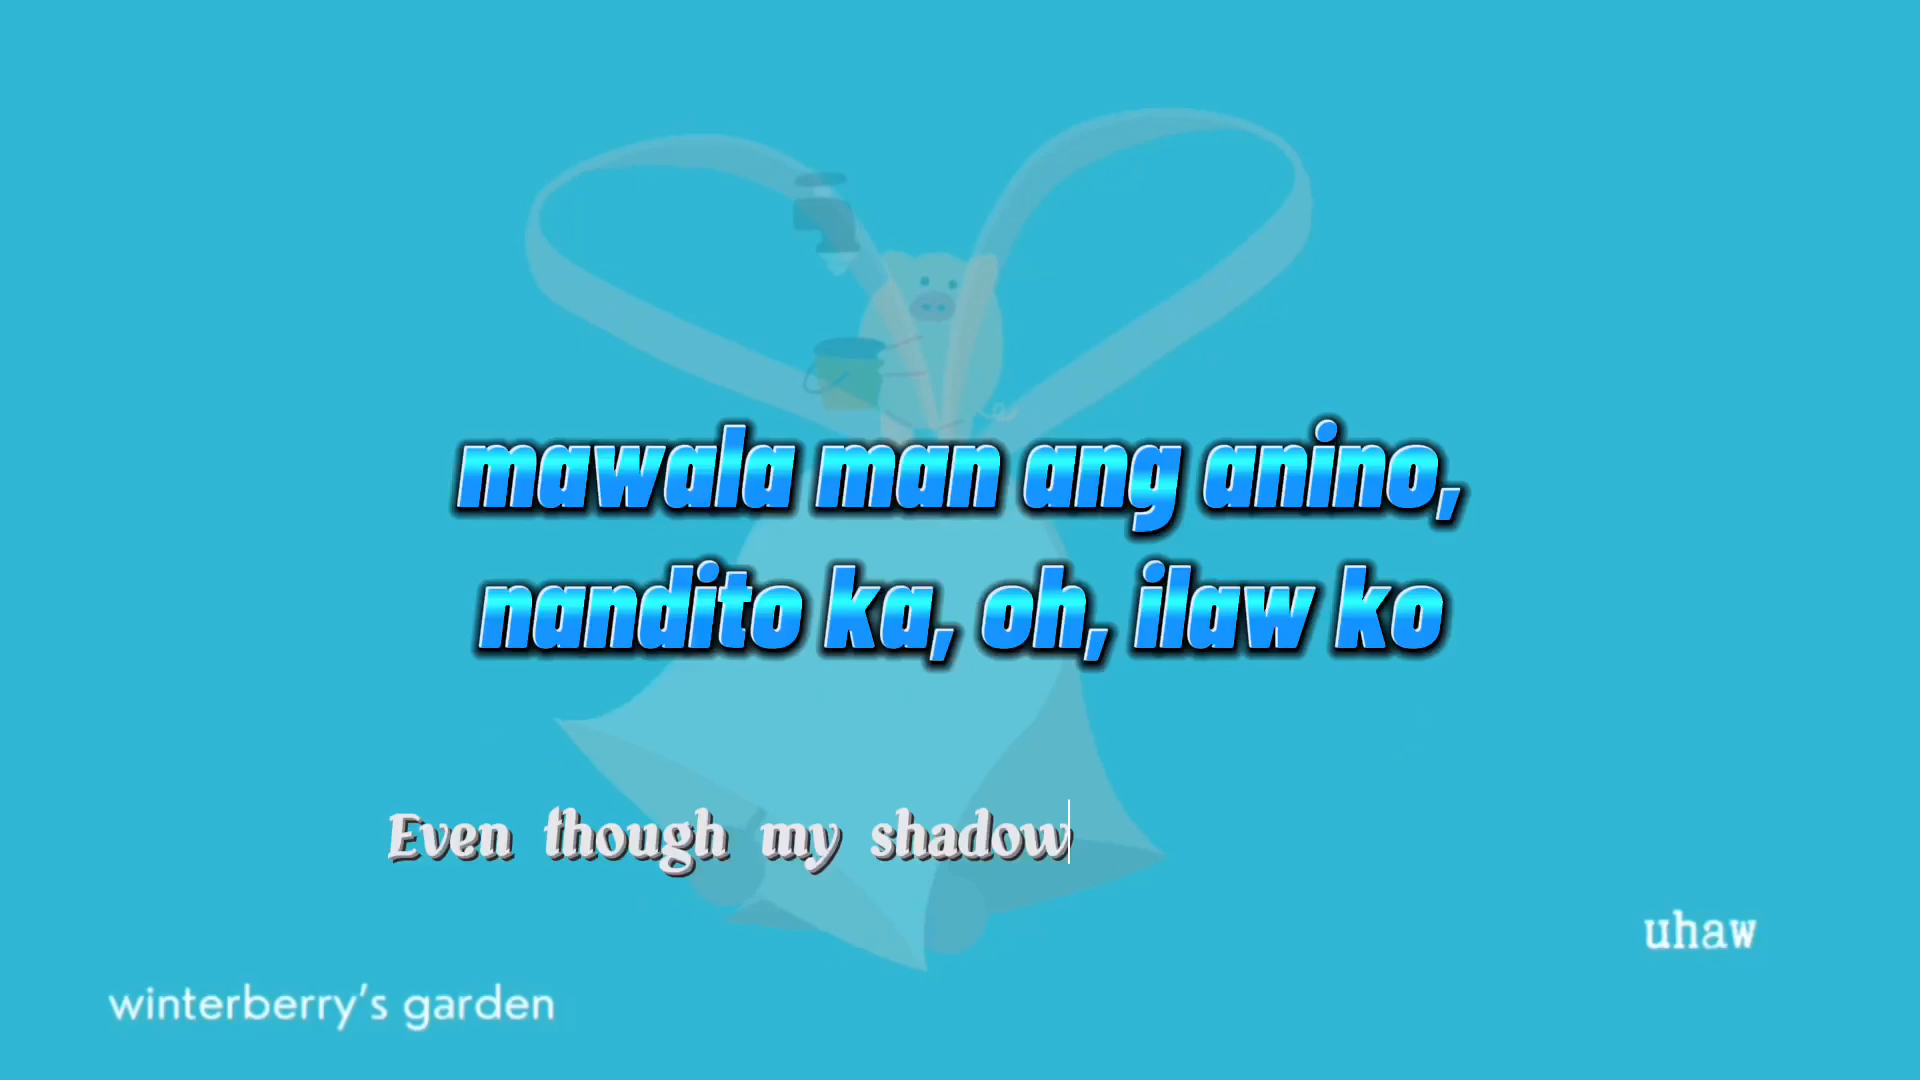 mawala man ang anino,
nandito ka, oh, ilaw ko
Even though my shadow
uhaw
winterberry's garden